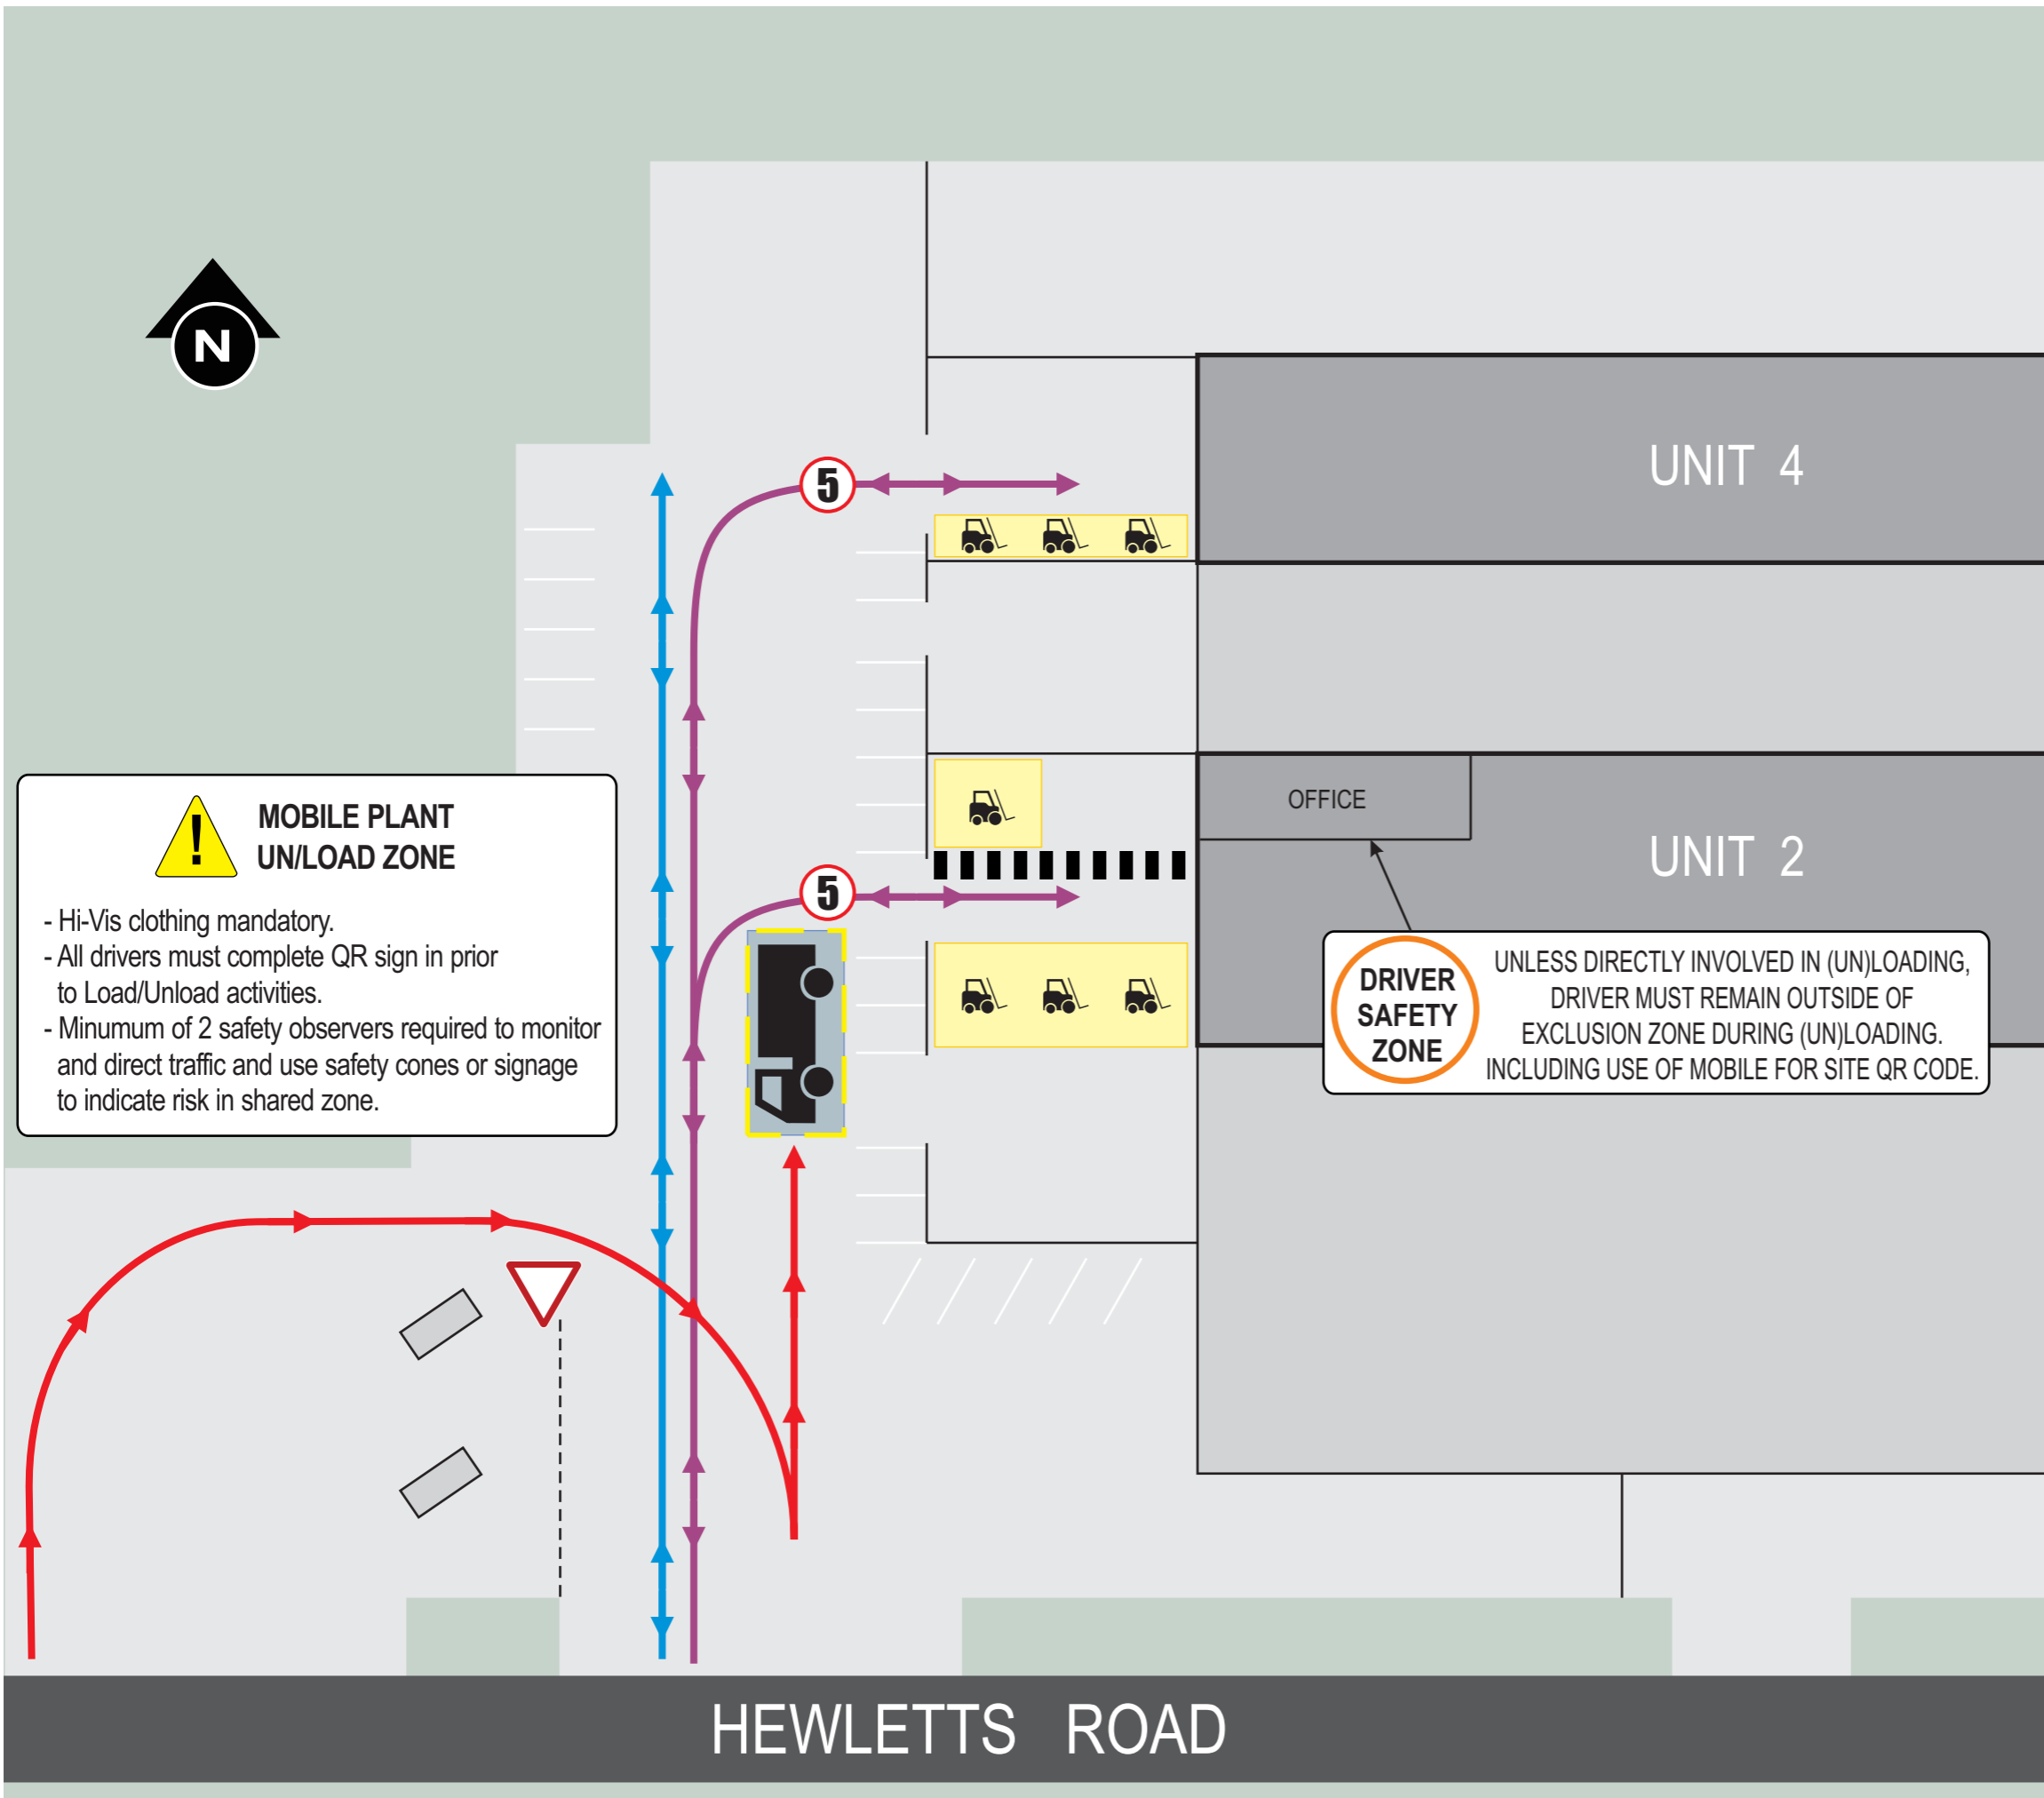 N
5
UNIT 4
MOBILE PLANT
UN/LOAD ZONE
- Hi-Vis clothing mandatory.
- All drivers must complete QR sign in prior
to Load/Unload activities.
- Minumum of 2 safety observers required to monitor
and direct traffic and use safety cones or signage
to indicate risk in shared zone.
!
OFFICE
UNIT 2
5
DRIVER
SAFETY
ZONE
UNLESS DIRECTLY INVOLVED IN (UN)LOADING,
DRIVER MUST REMAIN OUTSIDE OF
EXCLUSION ZONE DURING (UN)LOADING.
INCLUDING USE OF MOBILE FOR SITE QR CODE.
HEWLETTS ROAD